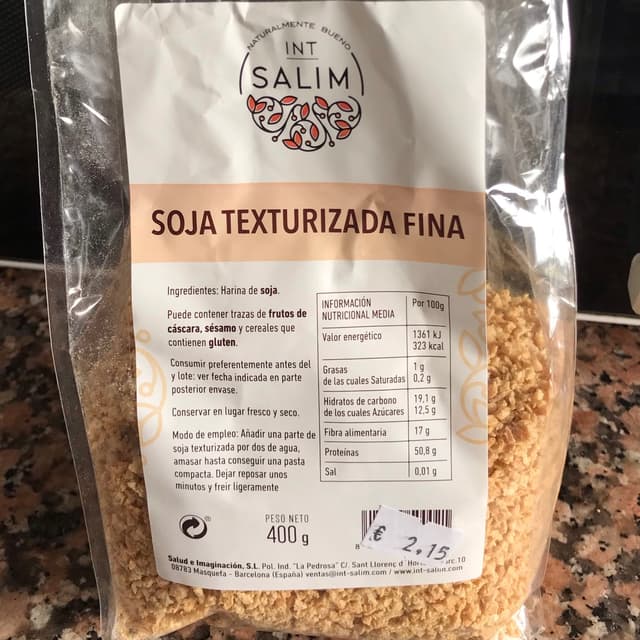 NATURALMENTE BUENO
INT
SALIM
SOJA TEXTURIZADA FINA
Ingredientes: Harina de soja.
Puede contener trazas de frutos de
cáscara, sésamo y cereales que
contienen gluten.
Consumir preferentemente antes del
y lote: ver fecha indicada en parte
posterior envase.
Conservar en lugar fresco y seco.
Modo de empleo: Añadir una parte de
soja texturizada por dos de agua,
amasar hasta conseguir una pasta
compacta. Dejar reposar unos
minutos y freir ligeramente
INFORMACIÓN Por 100g
NUTRICIONAL MEDIA
Valor energético 1361 kJ
323 kcal
Grasas 1 g
de las cuales Saturadas 0,2 g
Hidratos de carbono 19,1 g
de los cuales Azúcares 12,5 g
Fibra alimentaria 17 g
Proteínas 50,8 g
Sal 0,01 g
PESO NETO
400 g
8
€ 2.15
Salud e Imaginación, S.L. Pol. Ind. "La Pedrosa" C/. Sant Llorenç d'
08783 Masquefa - Barcelona (España) ventas@int-salim.com / www.int-salim.com